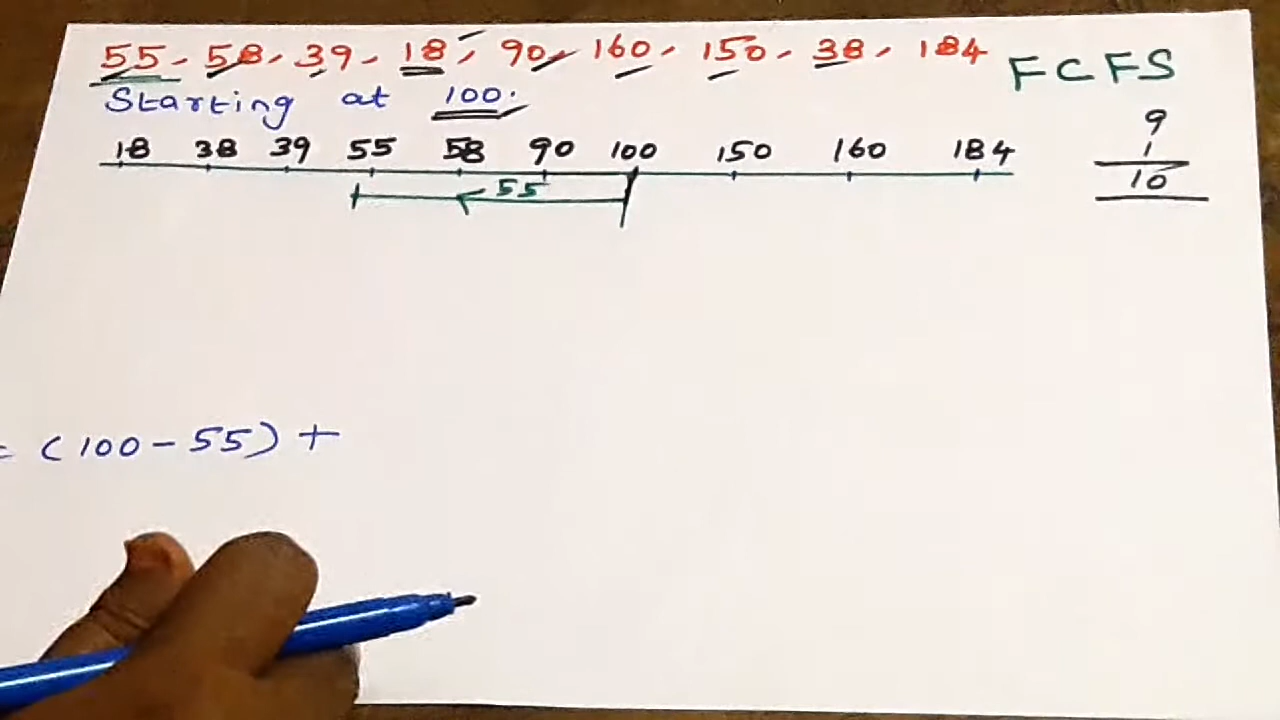 55, 58, 39, 18, 90, 160, 150, 38, 184
FCFS
Starting at 100.
9
1
10
18 38 39 55 58 90 100 150 160 184
55
= (100-55) +